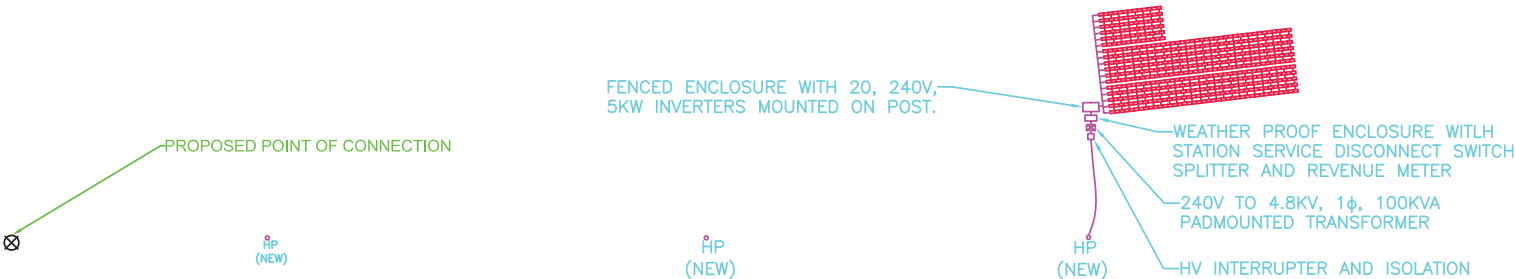 FENCED ENCLOSURE WITH 20, 240V,
5KW INVERTERS MOUNTED ON POST.
PROPOSED POINT OF CONNECTION
WEATHER PROOF ENCLOSURE WITLH
STATION SERVICE DISCONNECT SWITCH
SPLITTER AND REVENUE METER
240V TO 4.8KV, 1ϕ, 100KVA
PADMOUNTED TRANSFORMER
HP
(NEW)
HP
(NEW)
HP
(NEW)
HV INTERRUPTER AND ISOLATION